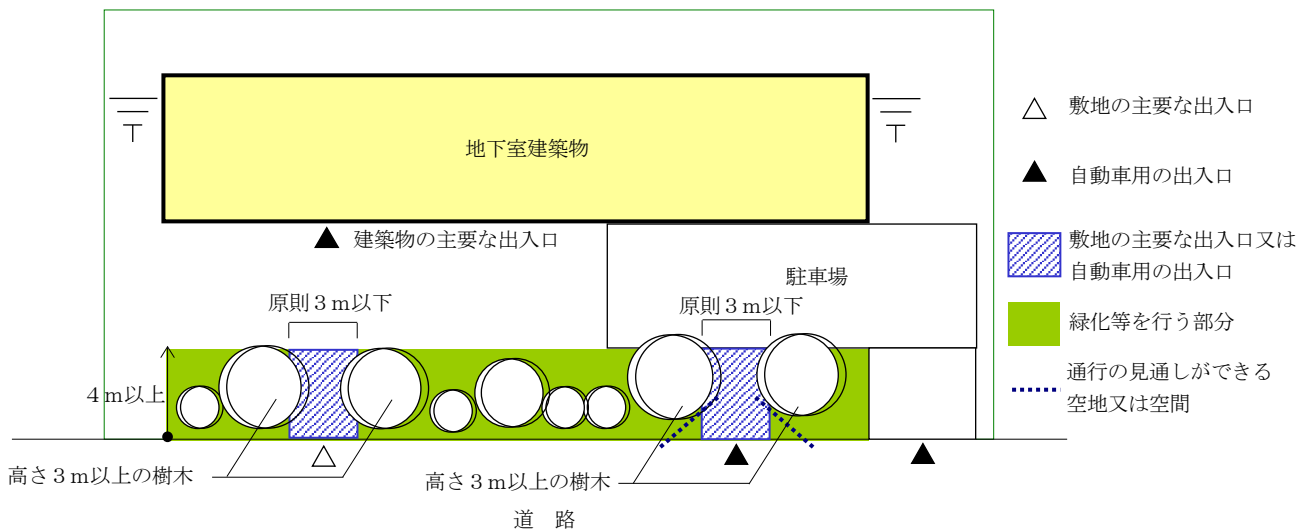 地下室建築物
建築物の主要な出入口
駐車場
原則３ｍ以下
原則３ｍ以下
４ｍ以上
高さ３ｍ以上の樹木
高さ３ｍ以上の樹木
道　路
敷地の主要な出入口
自動車用の出入口
敷地の主要な出入口又は
自動車用の出入口
緑化等を行う部分
通行の見通しができる
空地又は空間